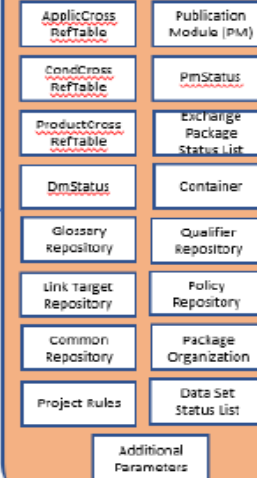 ApplicCross
RefTable
Publication
Module (PM)
CondCross
RefTable
PmStatus
ProductCross
RefTable
Exchange
Package
Status List
DmStatus
Container
Glossary
Repository
Qualifier
Repository
Link Target
Repository
Policy
Repository
Common
Repository
Package
Organization
Project Rules
Data Set
Status List
Additional
Parameters